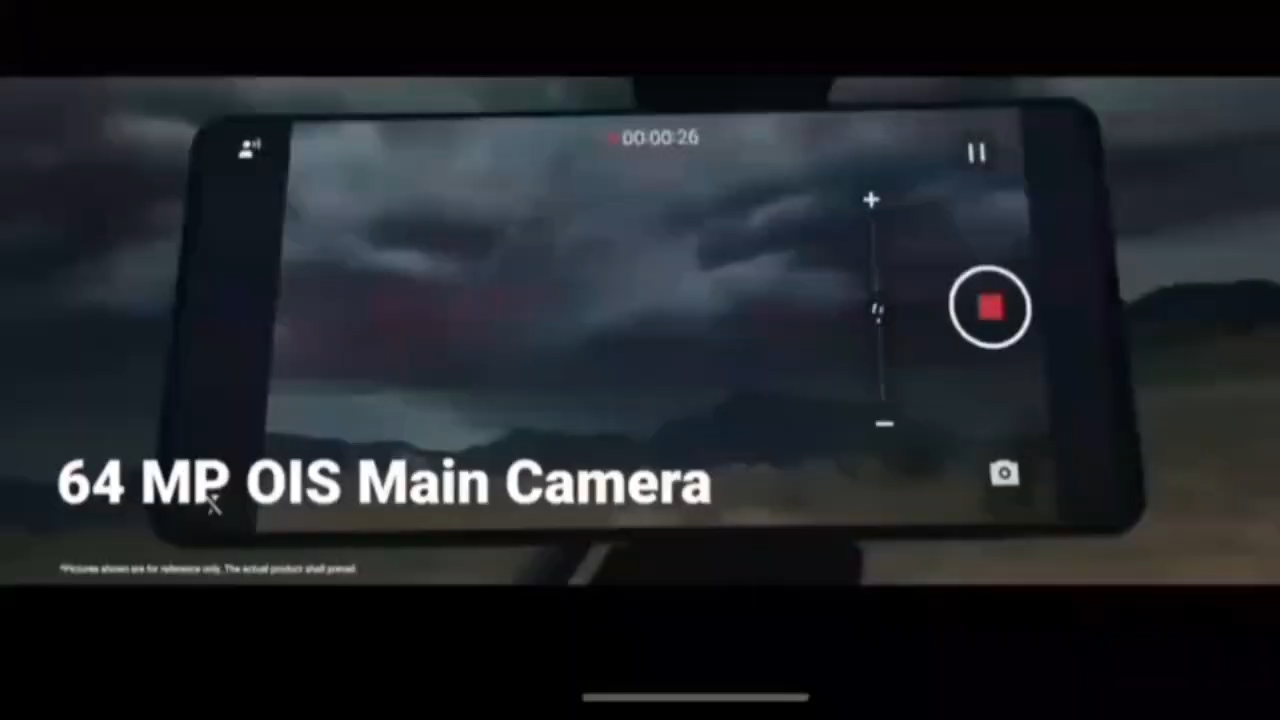 00:00:26
64 MP OIS Main Camera
*Pictures shown are for reference only. The actual product shall prevail.